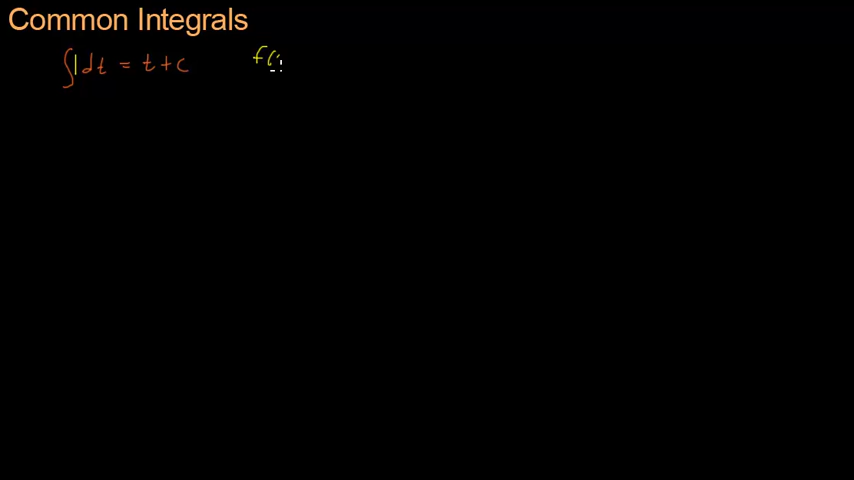 Common Integrals
∫1dt = t+c f(